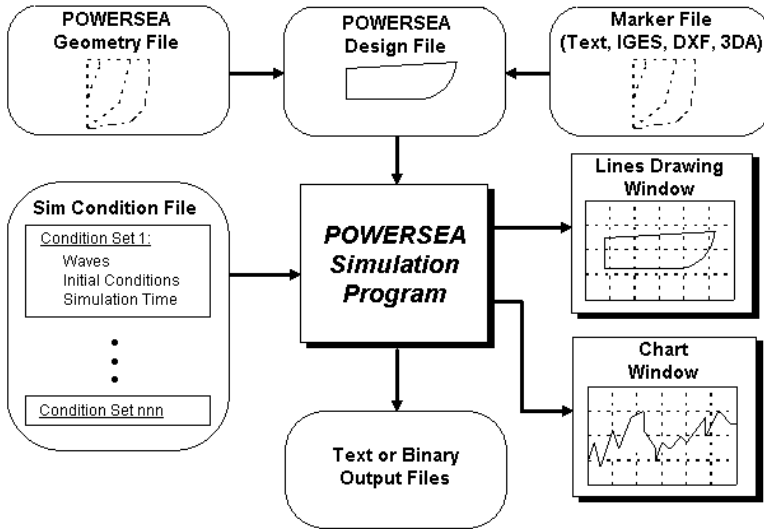 POWERSEA
Geometry File
POWERSEA
Design File
Marker File
(Text, IGES, DXF, 3DA)
Sim Condition File
Condition Set 1:
Waves
Initial Conditions
Simulation Time
Condition Set nnn
POWERSEA
Simulation
Program
Lines Drawing
Window
Chart
Window
Text or Binary
Output Files